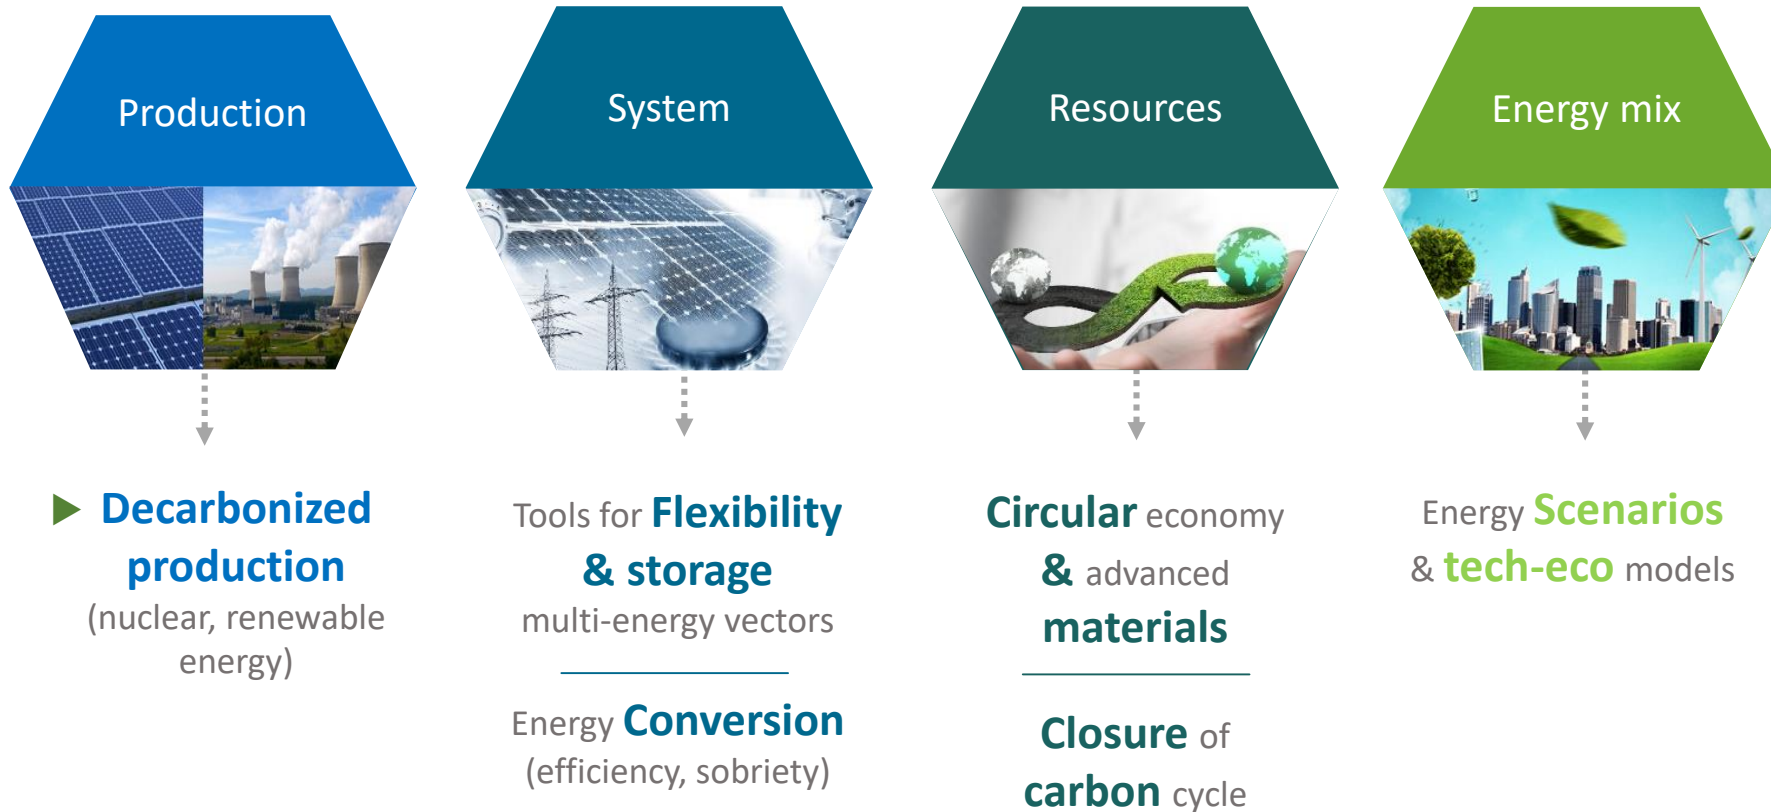 Production
Decarbonized
production
(nuclear, renewable
energy)
System
Tools for Flexibility
& storage
multi-energy vectors
Energy Conversion
(efficiency, sobriety)
Resources
Circular economy
& advanced
materials
Closure of
carbon cycle
Energy mix
Energy Scenarios
& tech-eco models